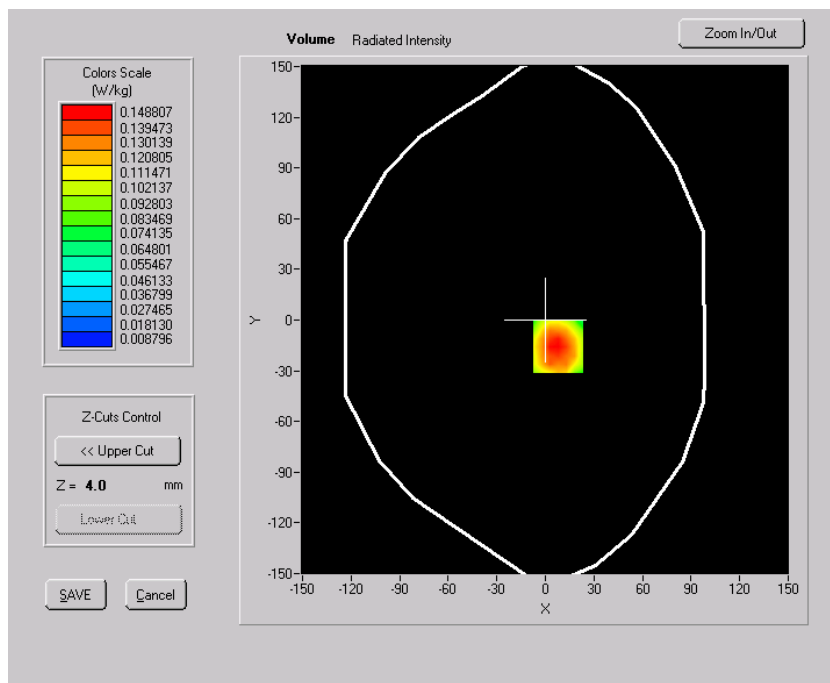 Volume Radiated Intensity
Zoom In/Out
Colors Scale
(W/kg)
0.148807
0.139473
0.130139
0.120805
0.111471
0.102137
0.092803
0.083469
0.074135
0.064801
0.055467
0.046133
0.036799
0.027465
0.018130
0.008796
150
120
90
60
30
0
-30
-60
-90
-120
-150
Y
-150 -120 -90 -60 -30 0 30 60 90 120 150
X
Z-Cuts Control
<< Upper Cut
Z = 4.0 mm
Lower Cut
SAVE Cancel